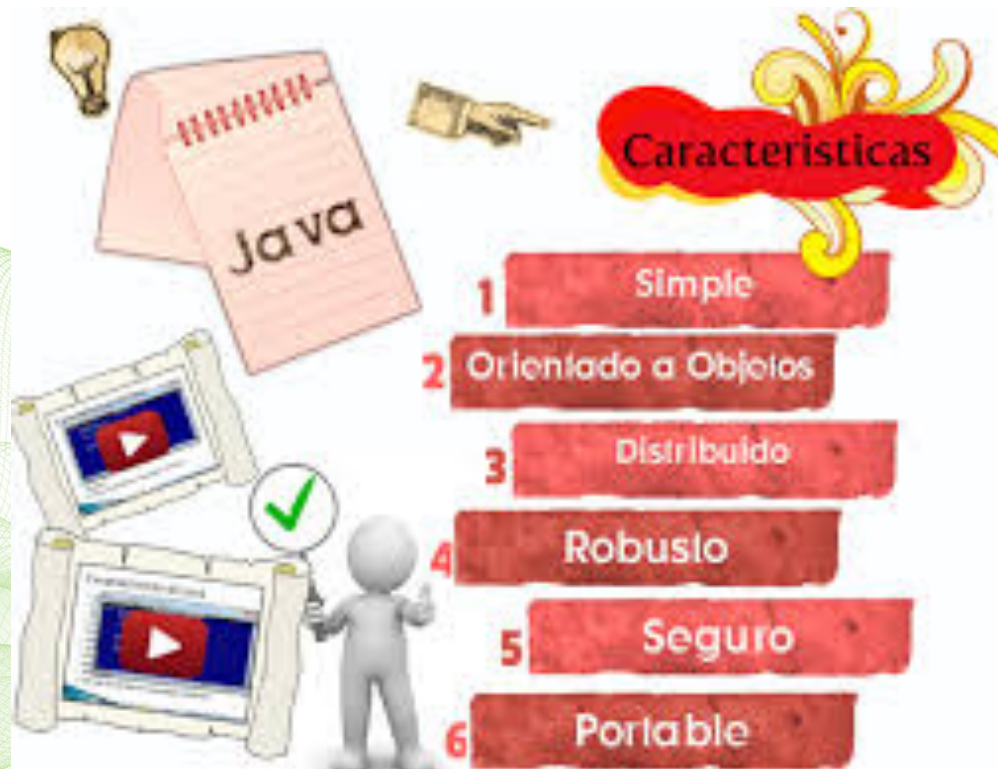 Java
Caracteristicas
1 Simple
2 Orientado a Objetos
3 Distribuido
4 Robusto
5 Seguro
6 Portable